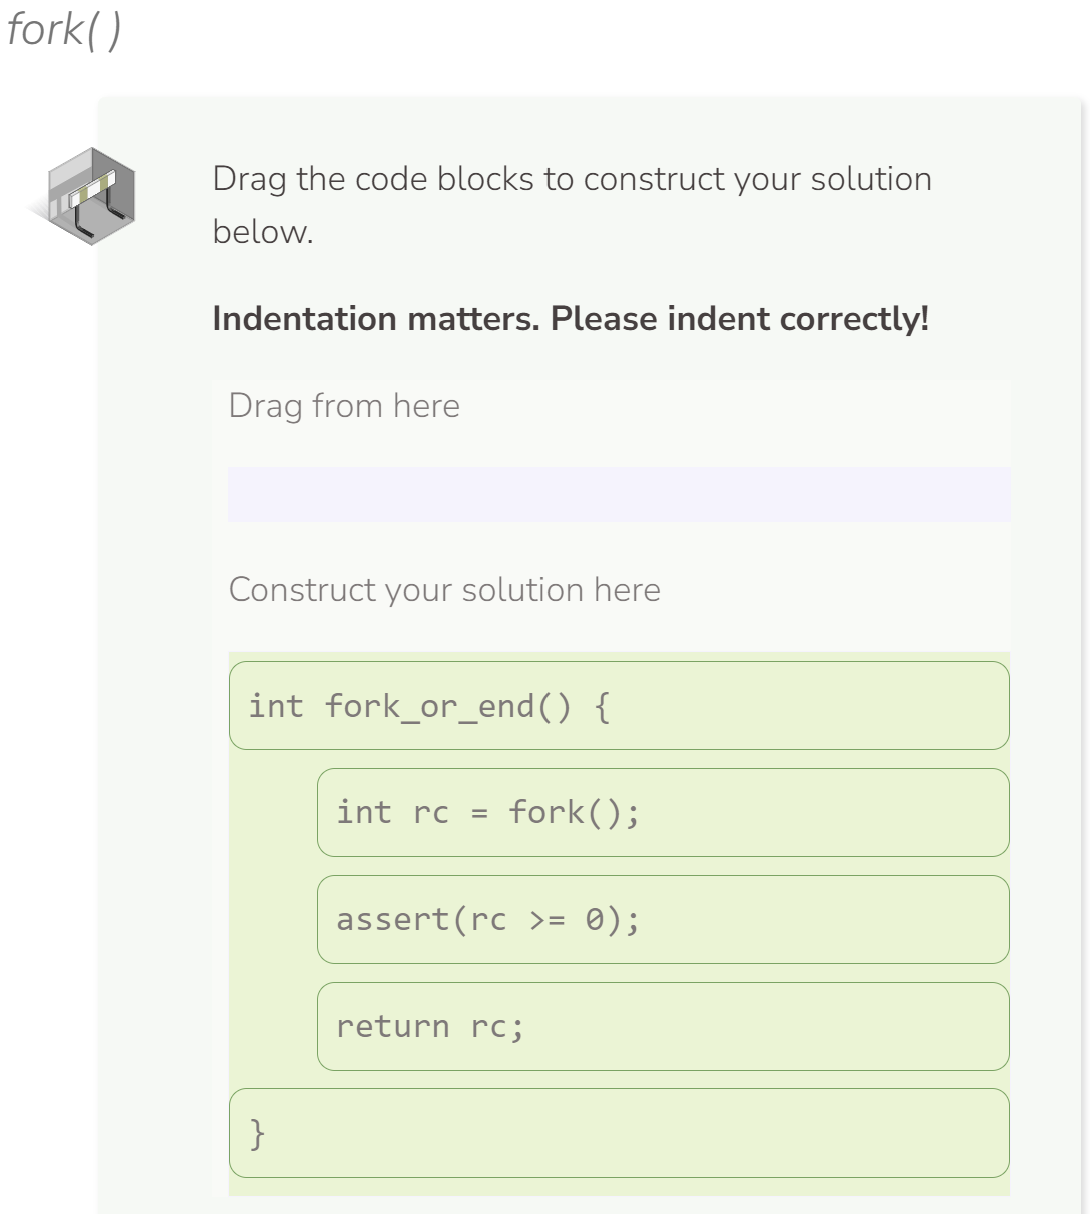 fork( )
Drag the code blocks to construct your solution
below.
Indentation matters. Please indent correctly!
Drag from here
Construct your solution here
int fork_or_end() {
int rc = fork();
assert(rc >= 0);
return rc;
}